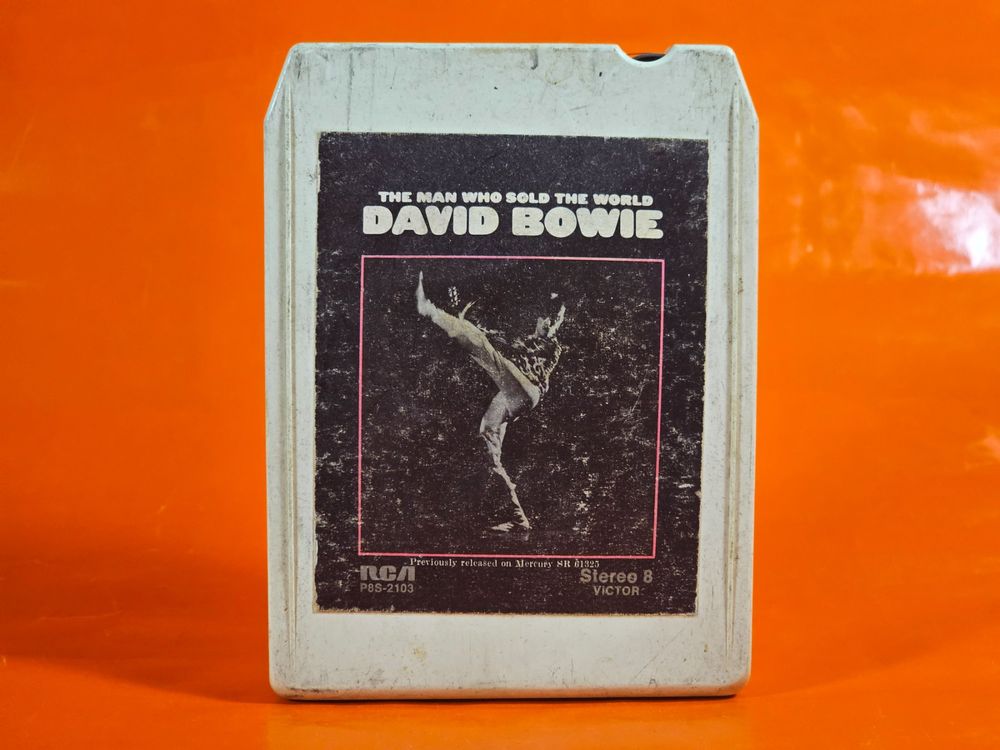 THE MAN WHO SOLD THE WORLD
DAVID BOWIE
Previously released on Mercury SR 61325
RCA
Stereo 8
P8S-2103
VICTOR